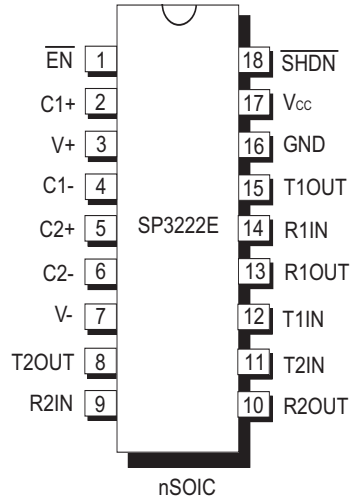 EN 1 18 SHDN
C1+ 2 17 Vcc
V+ 3 16 GND
C1- 4 15 T1OUT
C2+ 5 SP3222E 14 R1IN
C2- 6 13 R1OUT
V- 7 12 T1IN
T2OUT 8 11 T2IN
R2IN 9 10 R2OUT
nSOIC